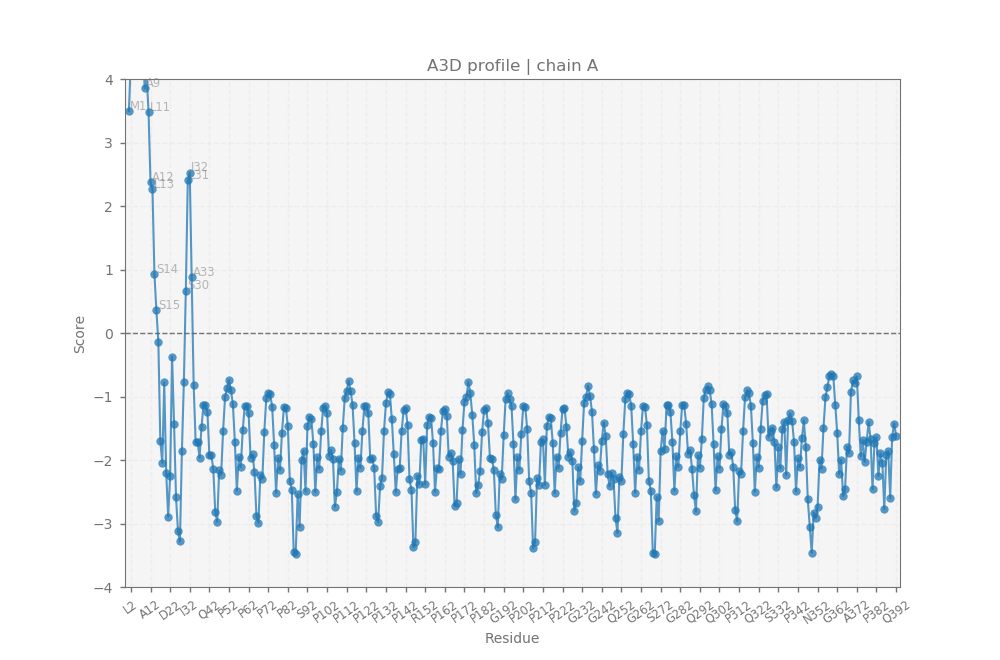 A3D profile | chain A
4
3
2
1
0
−1
−2
−3
−4
Score
M1
A9
L11
A12
L13
S14
S15
I32
A33
S30
L2
A12
D22
I32
Q42
P52
P62
P72
P82
S92
P102
P112
P122
P132
P142
R152
P162
P172
P182
G192
P202
P212
P222
G232
G242
Q252
G262
S272
G282
Q292
Q302
P312
Q322
S332
P342
N352
G362
A372
P382
Q392
Residue